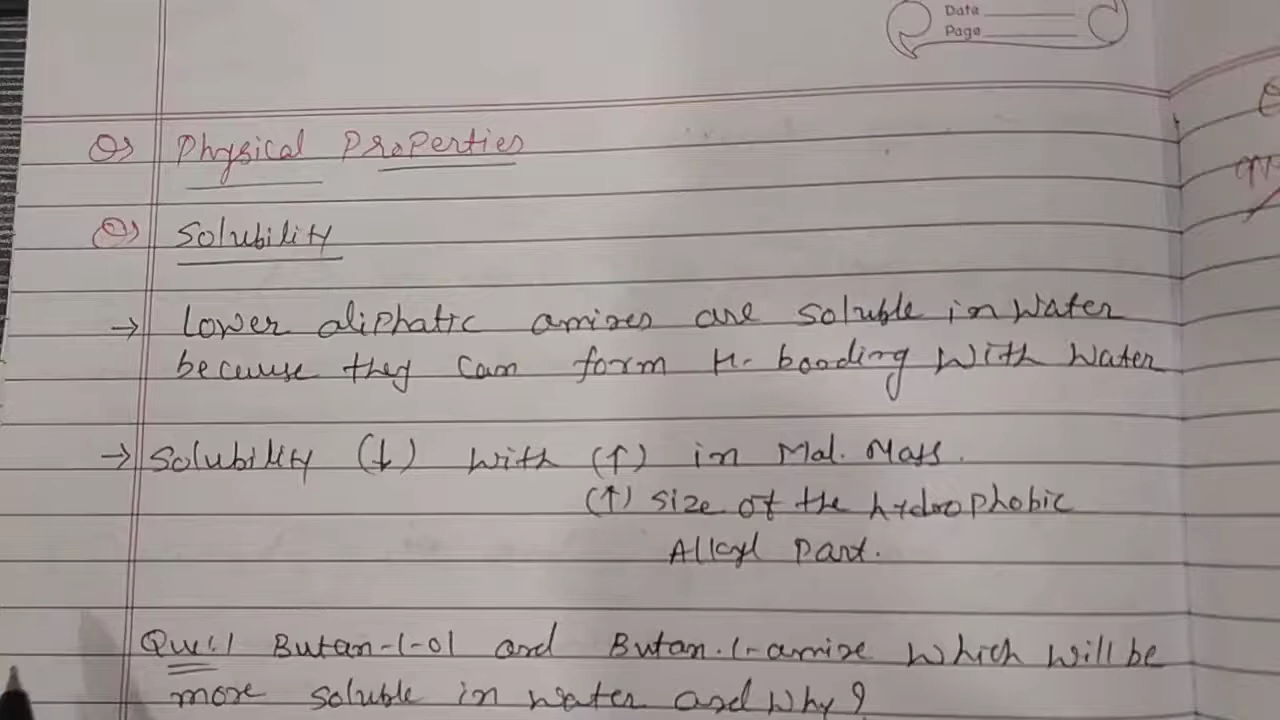 Date
Page
Physical Properties
Solubility
→ Lower aliphatic amines are soluble in water
because they can form H-bonding with water
→ Solubility (↓) with (↑) in Mol. Mass.
(↑) size of the hydrophobic
Alkyl Part.
Que:1 Butan-1-ol and Butan-1-amine which will be
more soluble in water and why?